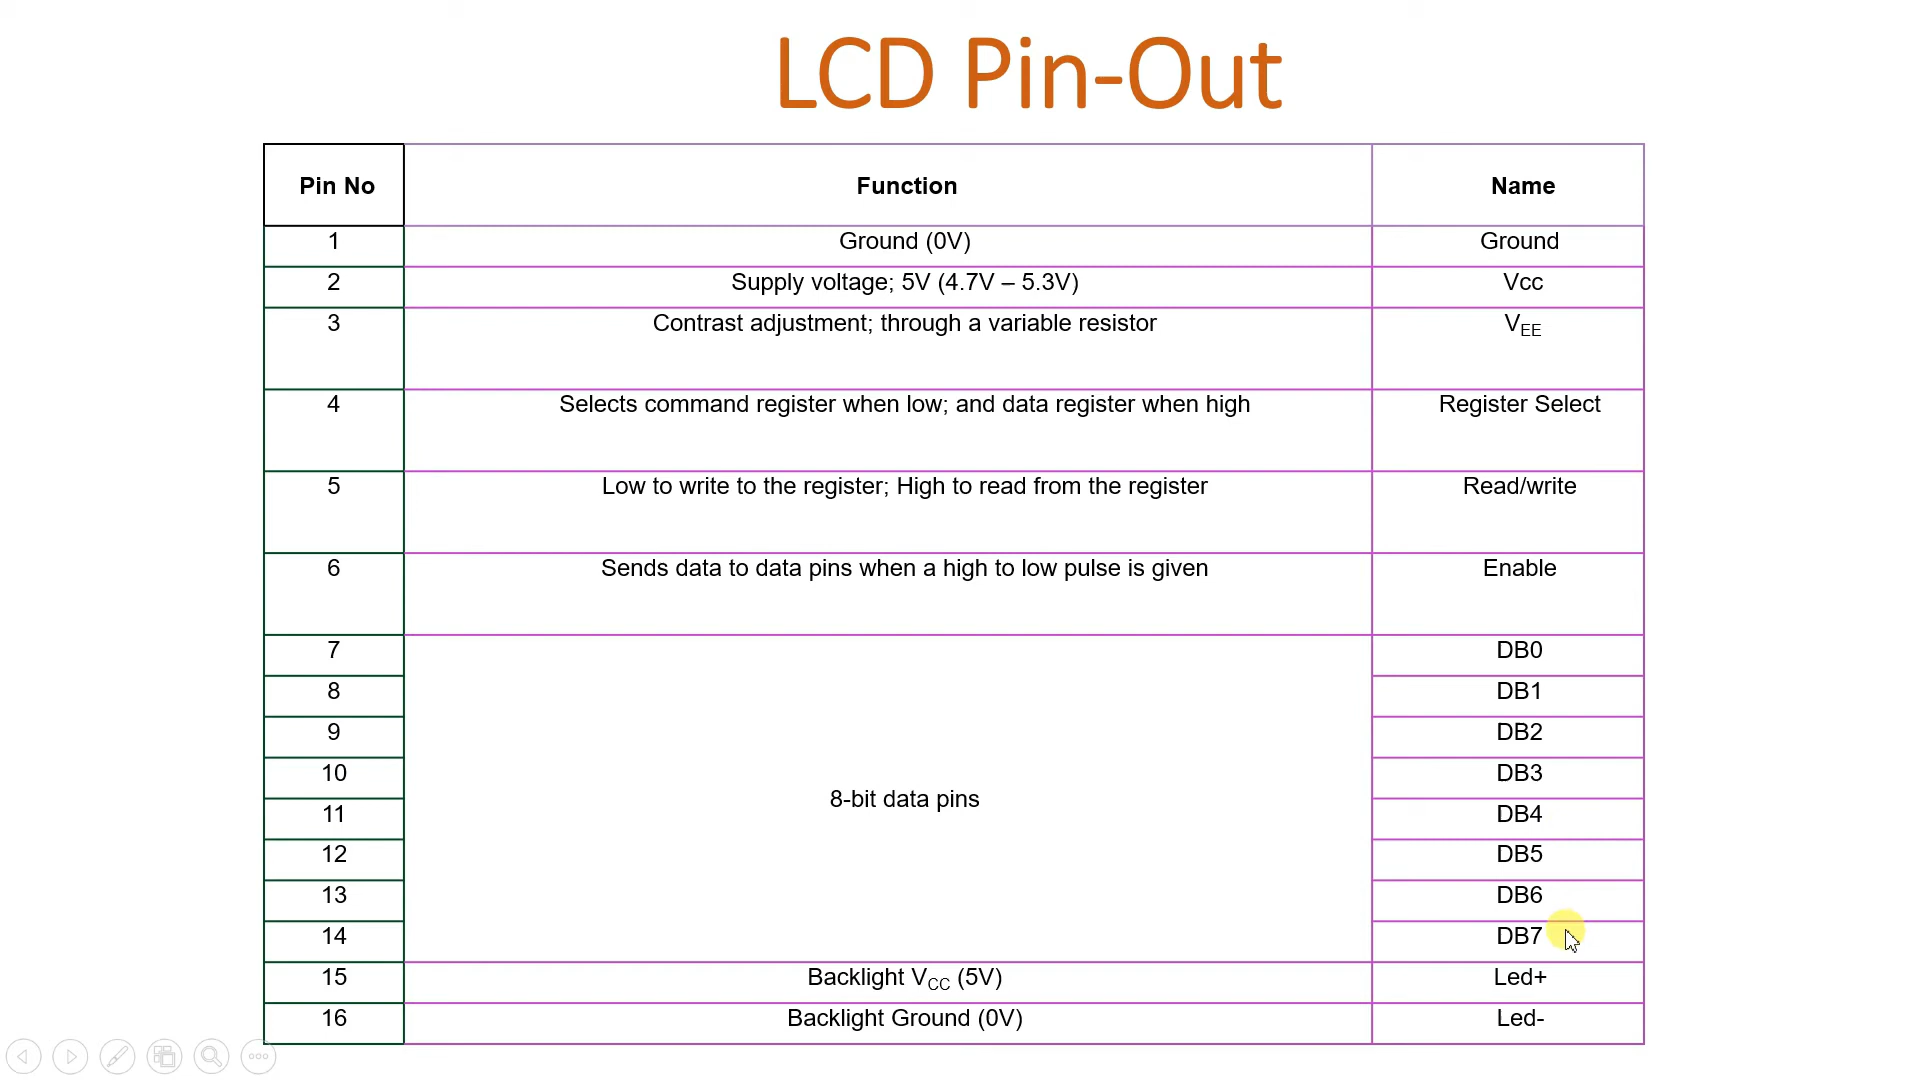 LCD Pin-Out
Pin No Function Name
1 Ground (0V) Ground
2 Supply voltage; 5V (4.7V – 5.3V) Vcc
3 Contrast adjustment; through a variable resistor VEE
4 Selects command register when low; and data register when high Register Select
5 Low to write to the register; High to read from the register Read/write
6 Sends data to data pins when a high to low pulse is given Enable
7 DB0
8 DB1
9 DB2
10 DB3
8-bit data pins
11 DB4
12 DB5
13 DB6
14 DB7
15 Backlight VCC (5V) Led+
16 Backlight Ground (0V) Led-